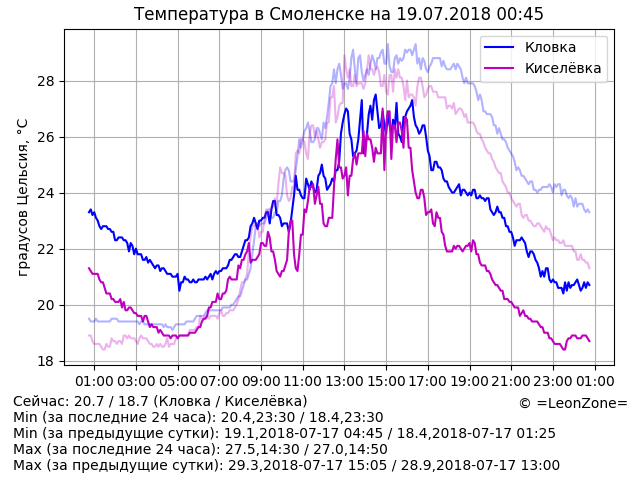 Температура в Смоленске на 19.07.2018 00:45
Кловка
Киселёвка
градусов Цельсия, °C
28
26
24
22
20
18
01:00 03:00 05:00 07:00 09:00 11:00 13:00 15:00 17:00 19:00 21:00 23:00 01:00
Сейчас: 20.7 / 18.7 (Кловка / Киселёвка)
© =LeonZone=
Min (за последние 24 часа): 20.4,23:30 / 18.4,23:30
Min (за предыдущие сутки): 19.1,2018-07-17 04:45 / 18.4,2018-07-17 01:25
Max (за последние 24 часа): 27.5,14:30 / 27.0,14:50
Max (за предыдущие сутки): 29.3,2018-07-17 15:05 / 28.9,2018-07-17 13:00